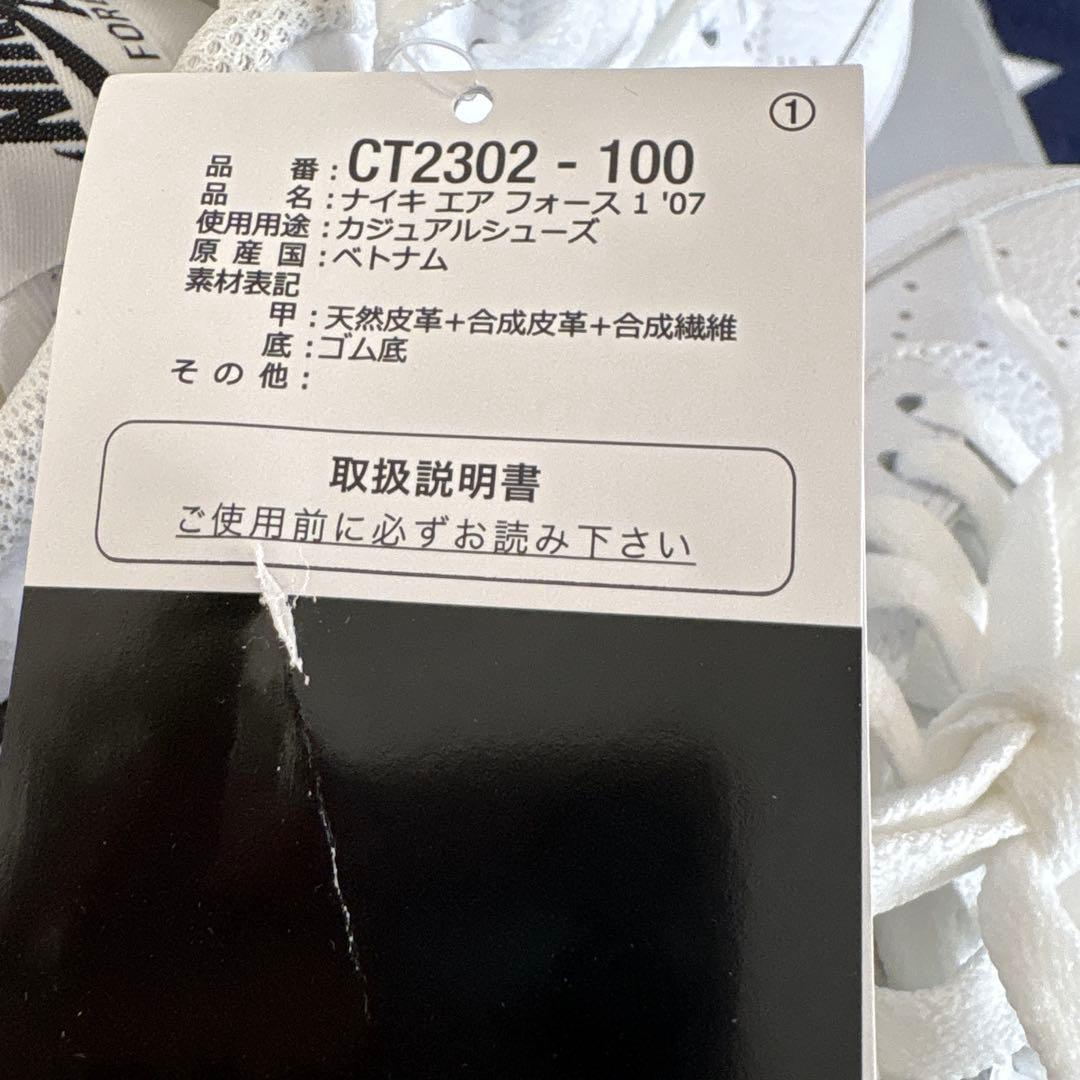 FOR
①
品番:CT2302-100
品名:ナイキ エア フォース 1 '07
使用用途:カジュアルシューズ
原産国:ベトナム
素材表記
甲:天然皮革+合成皮革+合成繊維
底:ゴム底
その他:
取扱説明書
ご使用前に必ずお読み下さい